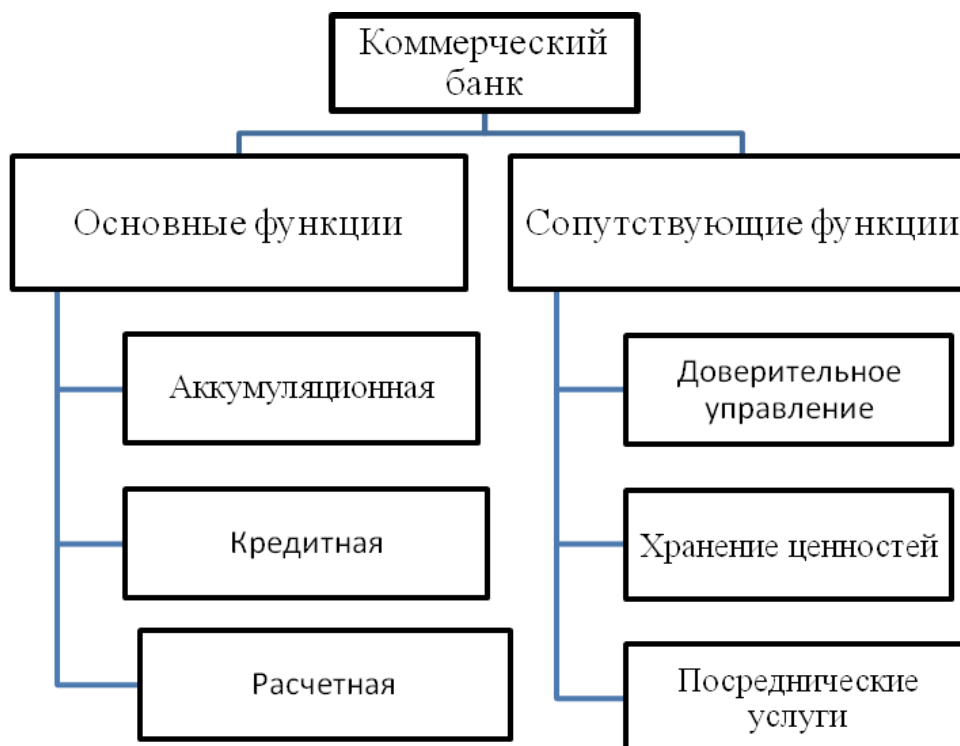 Коммерческий
банк
Основные функции
Сопутствующие функции
Аккумуляционная
Кредитная
Расчетная
Доверительное
управление
Хранение ценностей
Посреднические
услуги